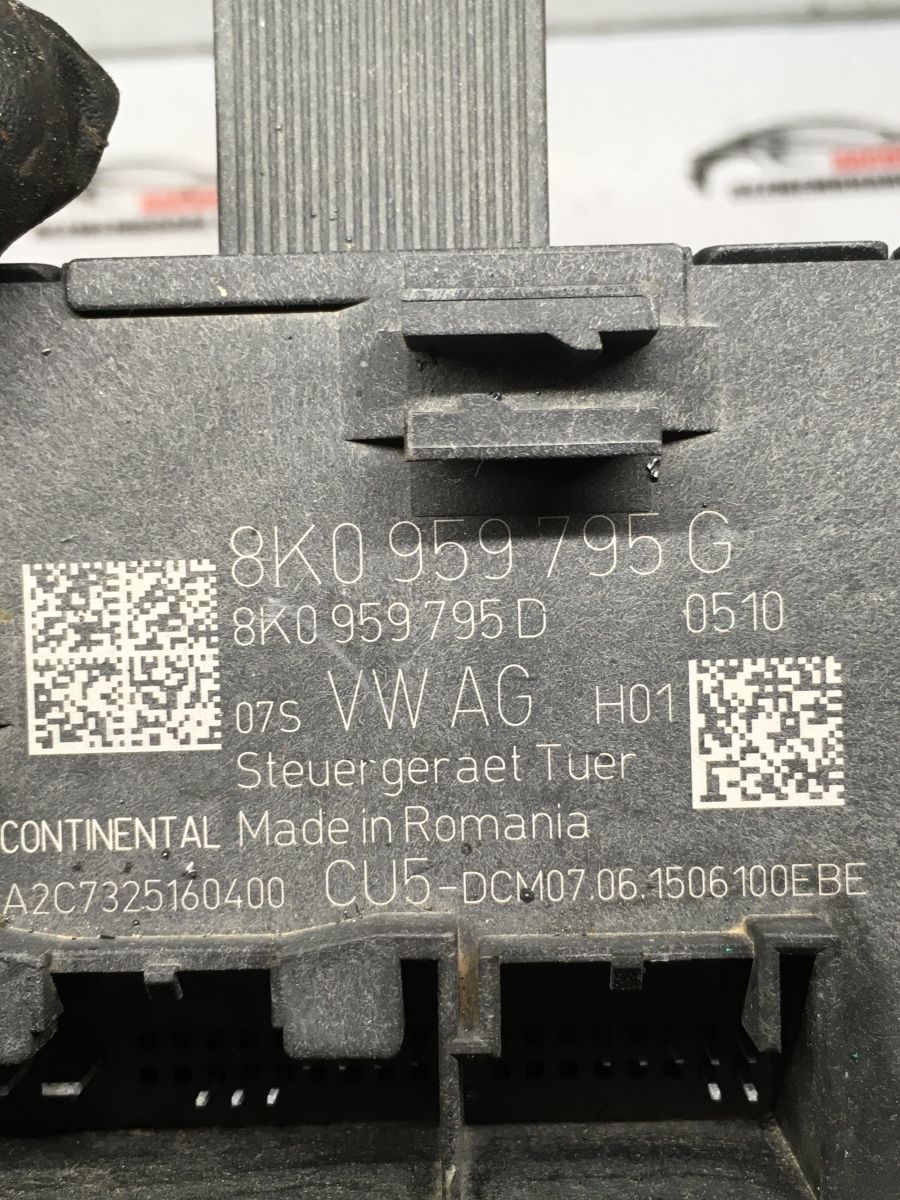 8K0 959 795 G
8K0 959 795 D 0510
07S VW AG H01
Steuergeraet Tuer
CONTINENTAL Made in Romania
A2C7325160400 CU5-DCM07.06.1506100EBE